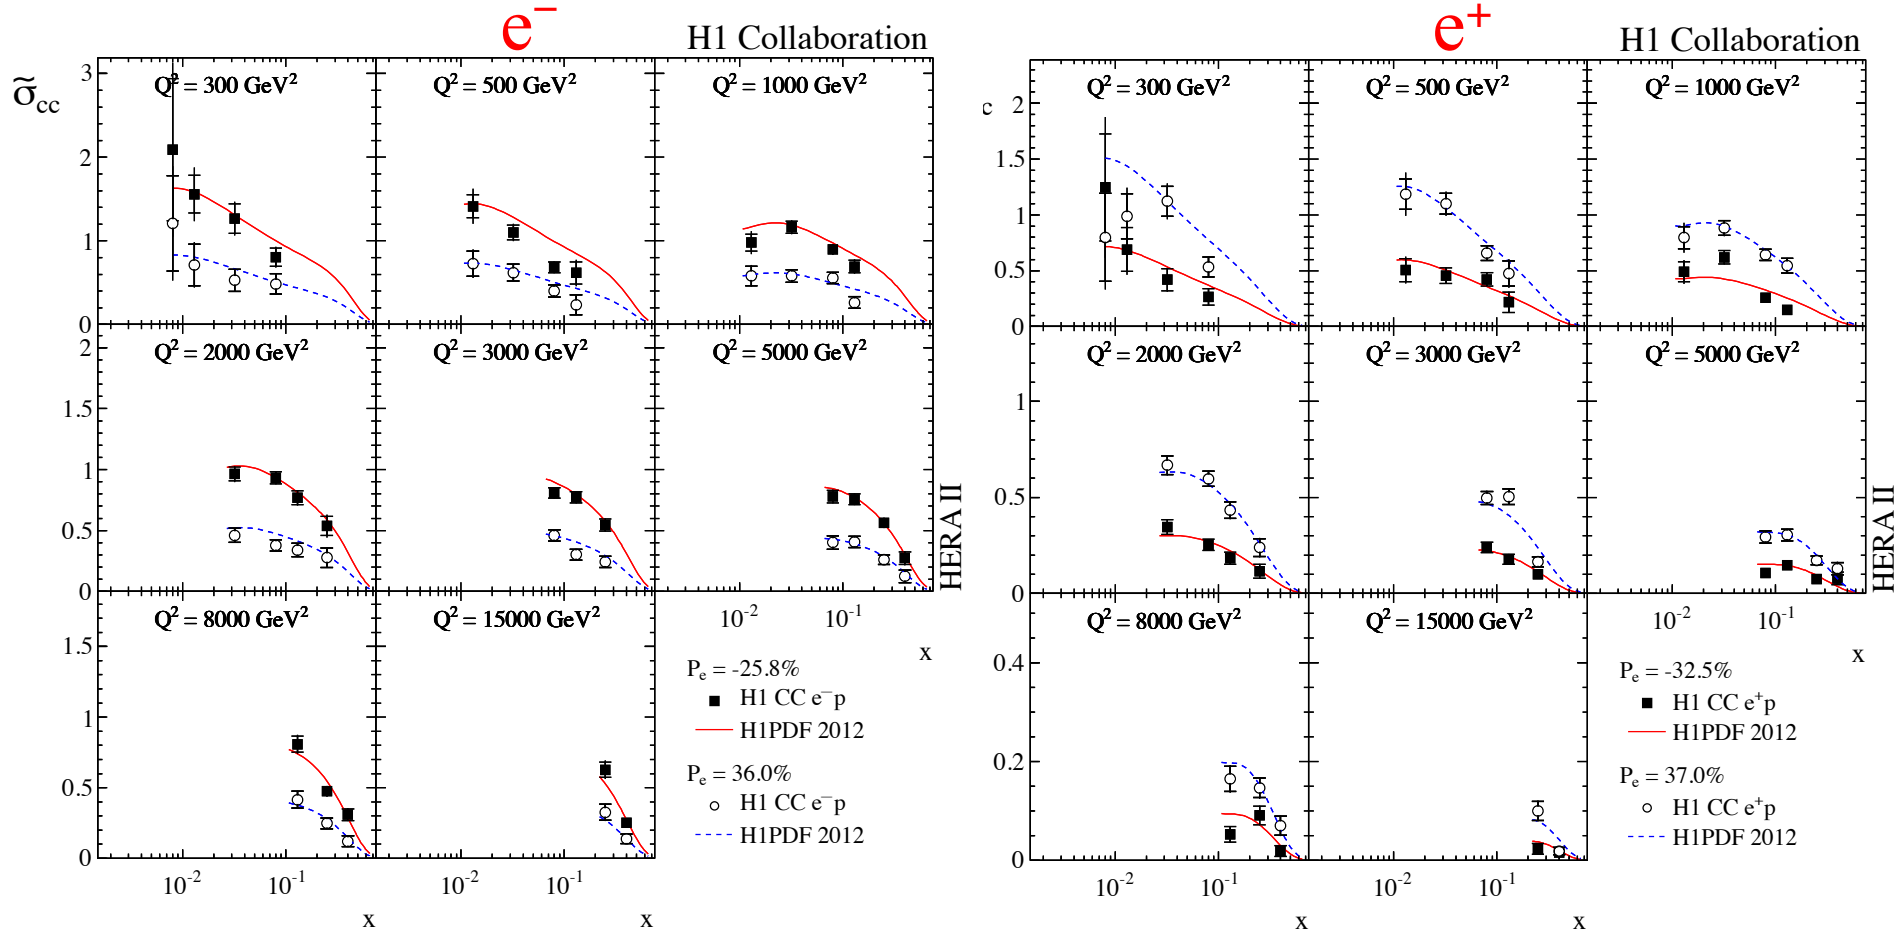 e⁻
H1 Collaboration
σ̃cc
Q² = 300 GeV²
Q² = 500 GeV²
Q² = 1000 GeV²
3
2
1
0
Q² = 2000 GeV²
Q² = 3000 GeV²
Q² = 5000 GeV²
2
1.5
1
0.5
0
Q² = 8000 GeV²
Q² = 15000 GeV²
1.5
1
0.5
0
10⁻² 10⁻¹
10⁻² 10⁻¹
10⁻² 10⁻¹
x
x
x
HERA II
Pₑ = -25.8%
H1 CC e⁻p
H1PDF 2012
Pₑ = 36.0%
H1 CC e⁻p
H1PDF 2012
e⁺
H1 Collaboration
c
Q² = 300 GeV²
Q² = 500 GeV²
Q² = 1000 GeV²
2
1.5
1
0.5
0
Q² = 2000 GeV²
Q² = 3000 GeV²
Q² = 5000 GeV²
1
0.5
0
Q² = 8000 GeV²
Q² = 15000 GeV²
0.4
0.2
0
10⁻² 10⁻¹
10⁻² 10⁻¹
10⁻² 10⁻¹
x
x
x
HERA II
Pₑ = -32.5%
H1 CC e⁺p
H1PDF 2012
Pₑ = 37.0%
H1 CC e⁺p
H1PDF 2012